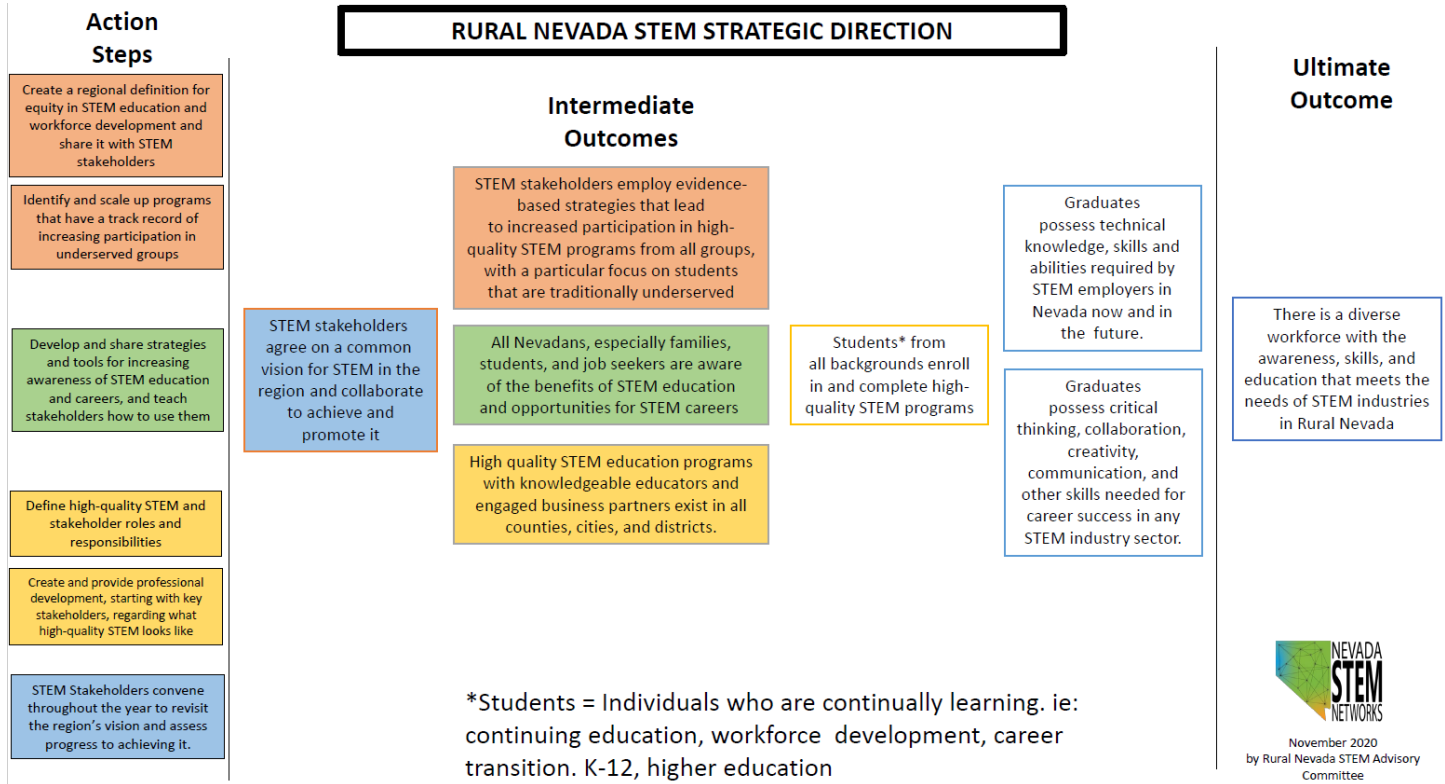 RURAL NEVADA STEM STRATEGIC DIRECTION
Action
Steps
Create a regional definition for
equity in STEM education and
workforce development and
share it with STEM
stakeholders
Identify and scale up programs
that have a track record of
increasing participation in
underserved groups
Develop and share strategies
and tools for increasing
awareness of STEM education
and careers, and teach
stakeholders how to use them
Define high-quality STEM and
stakeholder roles and
responsibilities
Create and provide professional
development, starting with key
stakeholders, regarding what
high-quality STEM looks like
STEM Stakeholders convene
throughout the year to revisit
the region's vision and assess
progress to achieving it.
Intermediate
Outcomes
STEM stakeholders
agree on a common
vision for STEM in the
region and collaborate
to achieve and
promote it
STEM stakeholders employ evidence-
based strategies that lead
to increased participation in high-
quality STEM programs from all groups,
with a particular focus on students
that are traditionally underserved
All Nevadans, especially families,
students, and job seekers are aware
of the benefits of STEM education
and opportunities for STEM careers
High quality STEM education programs
with knowledgeable educators and
engaged business partners exist in all
counties, cities, and districts.
Students* from
all backgrounds enroll
in and complete high-
quality STEM programs
Graduates
possess technical
knowledge, skills and
abilities required by
STEM employers in
Nevada now and in
the future.
Graduates
possess critical
thinking, collaboration,
creativity,
communication, and
other skills needed for
career success in any
STEM industry sector.
Ultimate
Outcome
There is a diverse
workforce with the
awareness, skills, and
education that meets the
needs of STEM industries
in Rural Nevada
*Students = Individuals who are continually learning. ie:
continuing education, workforce development, career
transition. K-12, higher education
NEVADA
STEM
NETWORKS
November 2020
by Rural Nevada STEM Advisory
Committee